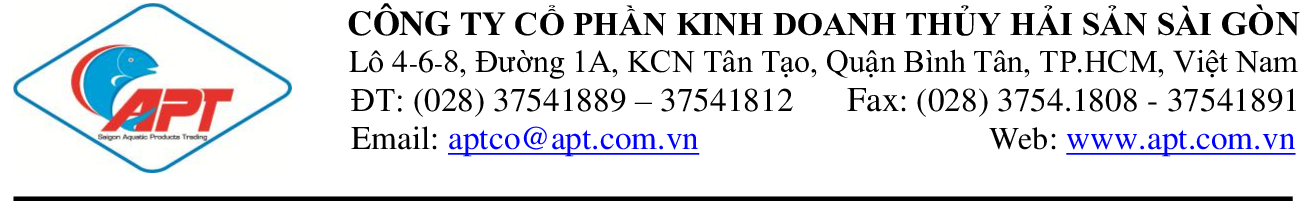 CÔNG TY CỔ PHẦN KINH DOANH THỦY HẢI SẢN SÀI GÒN
Lô 4-6-8, Đường 1A, KCN Tân Tạo, Quận Bình Tân, TP.HCM, Việt Nam
ĐT: (028) 37541889 – 37541812 Fax: (028) 3754.1808 - 37541891
Email: aptco@apt.com.vn Web: www.apt.com.vn
APT
Saigon Aquatic Products Trading